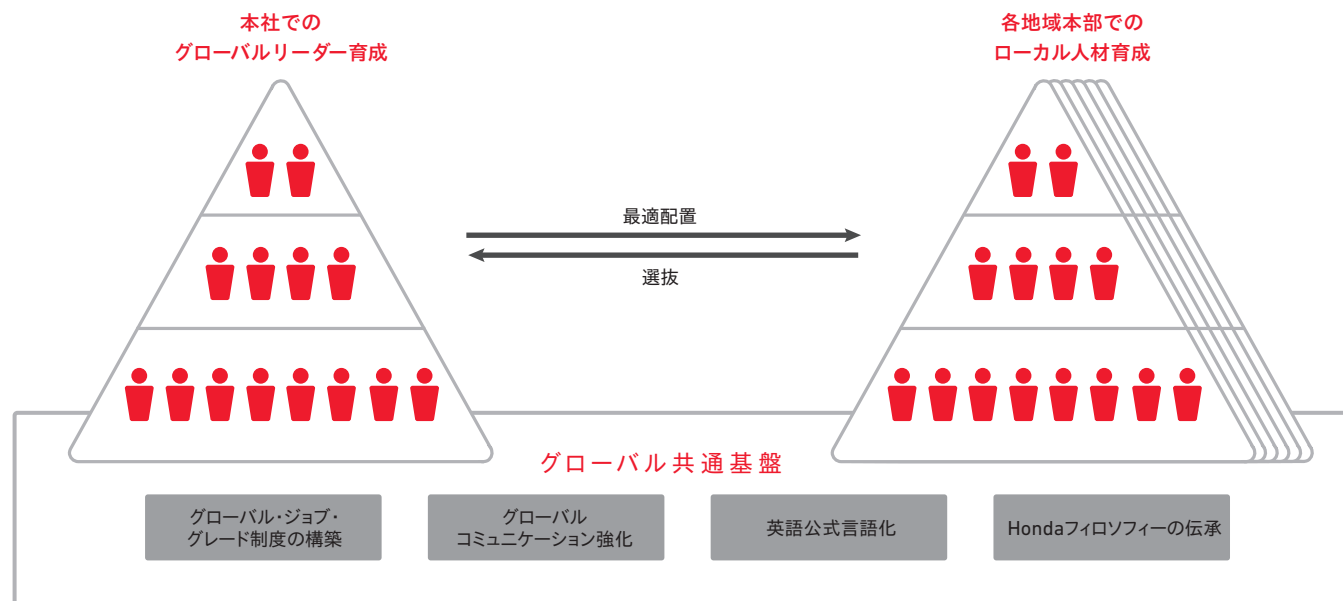 本社での
グローバルリーダー育成
各地域本部での
ローカル人材育成
最適配置
選抜
グローバル共通基盤
グローバル・ジョブ・
グレード制度の構築
グローバル
コミュニケーション強化
英語公式言語化
Hondaフィロソフィーの伝承